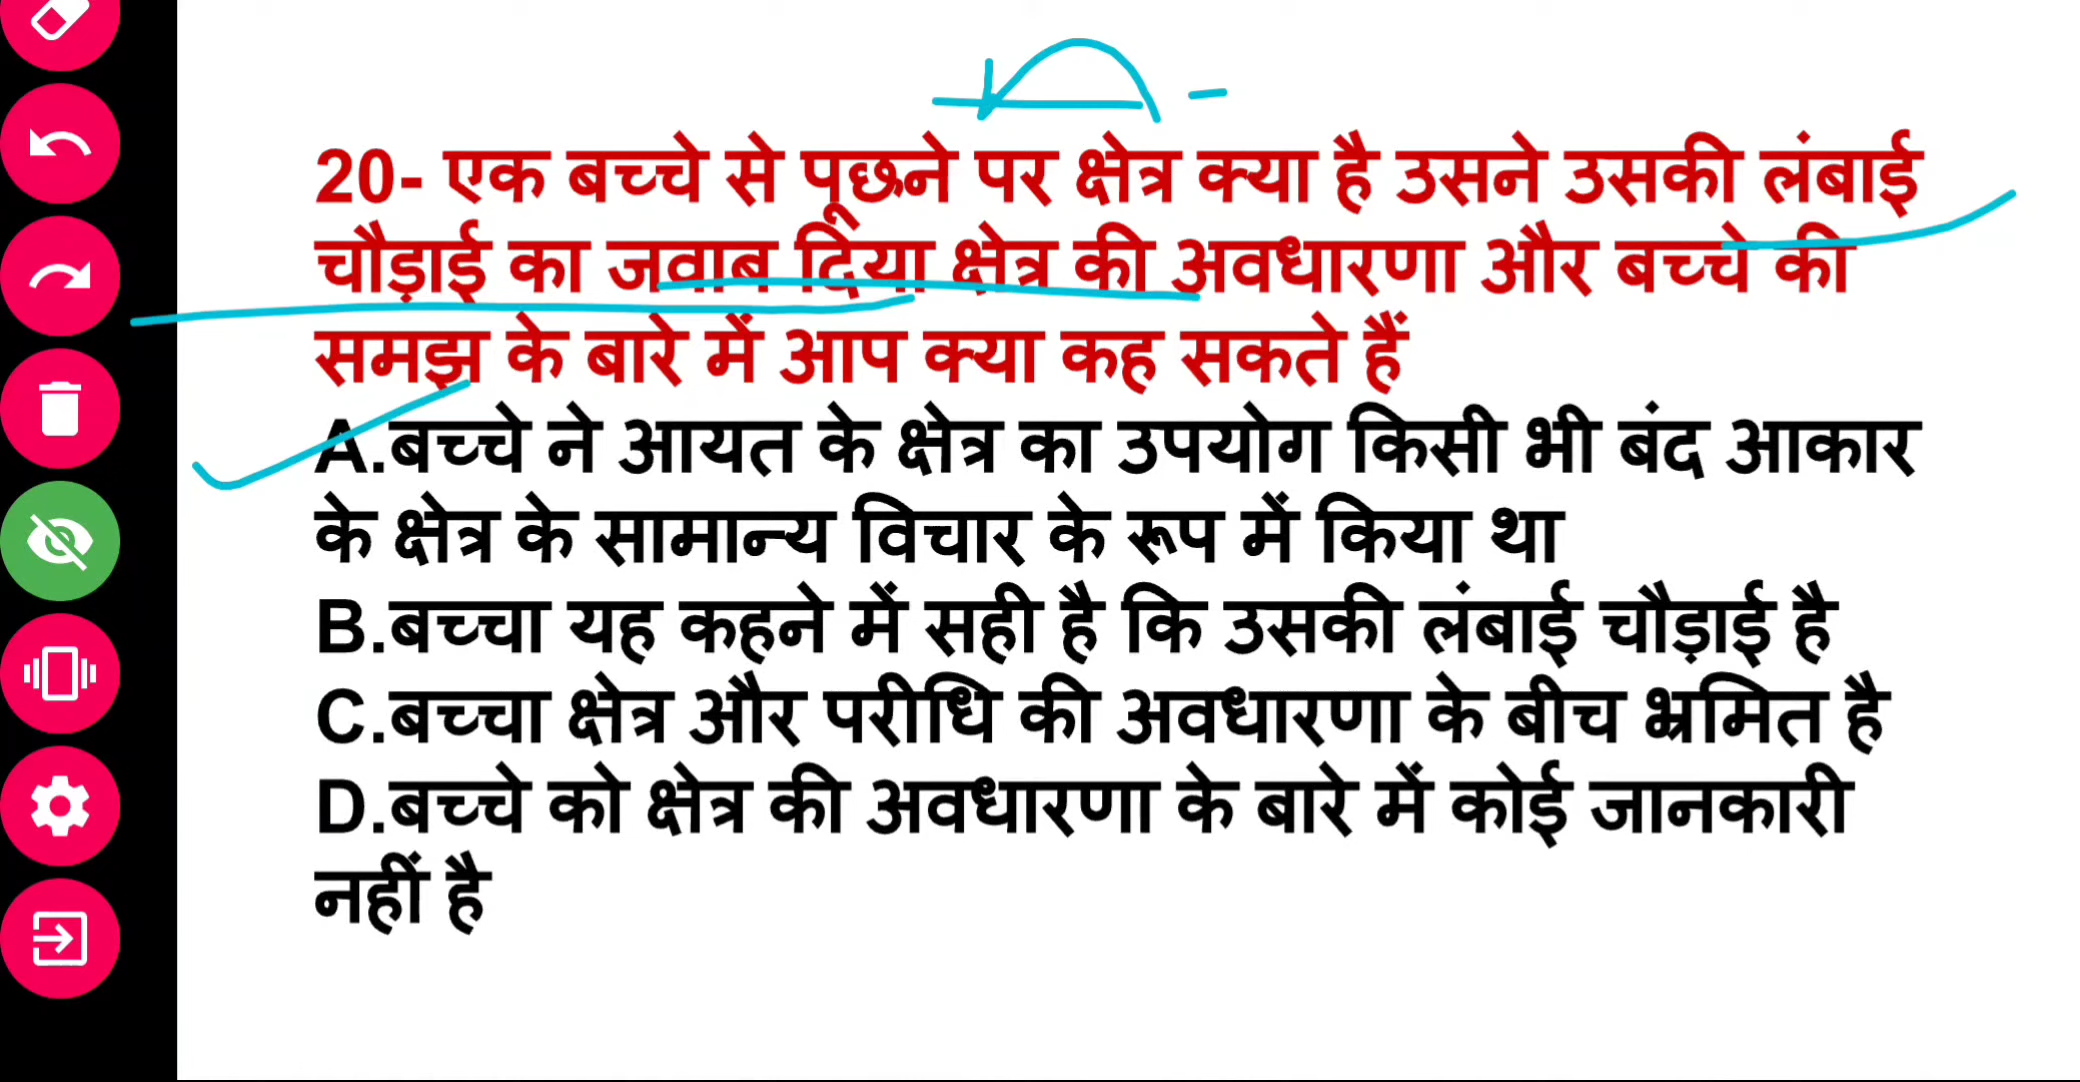 20- एक बच्चे से पूछने पर क्षेत्र क्या है उसने उसकी लंबाई
चौड़ाई का जवाब दिया क्षेत्र की अवधारणा और बच्चे की
समझ के बारे में आप क्या कह सकते हैं
A.बच्चे ने आयत के क्षेत्र का उपयोग किसी भी बंद आकार
के क्षेत्र के सामान्य विचार के रूप में किया था
B.बच्चा यह कहने में सही है कि उसकी लंबाई चौड़ाई है
C.बच्चा क्षेत्र और परीधि की अवधारणा के बीच भ्रमित है
D.बच्चे को क्षेत्र की अवधारणा के बारे में कोई जानकारी
नहीं है